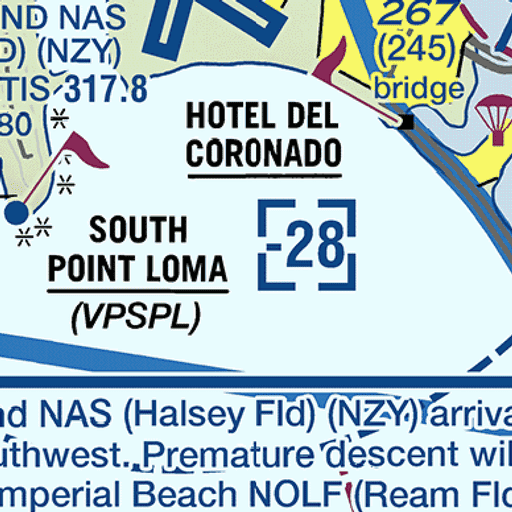 ND NAS
D) (NZY)
TIS 317.8
80
267
(245)
bridge
HOTEL DEL
CORONADO
SOUTH
POINT LOMA
(VPSPL)
-28
nd NAS (Halsey Fld) (NZY) arriva
uthwest. Premature descent wil
mperial Beach NOLF (Ream Fld